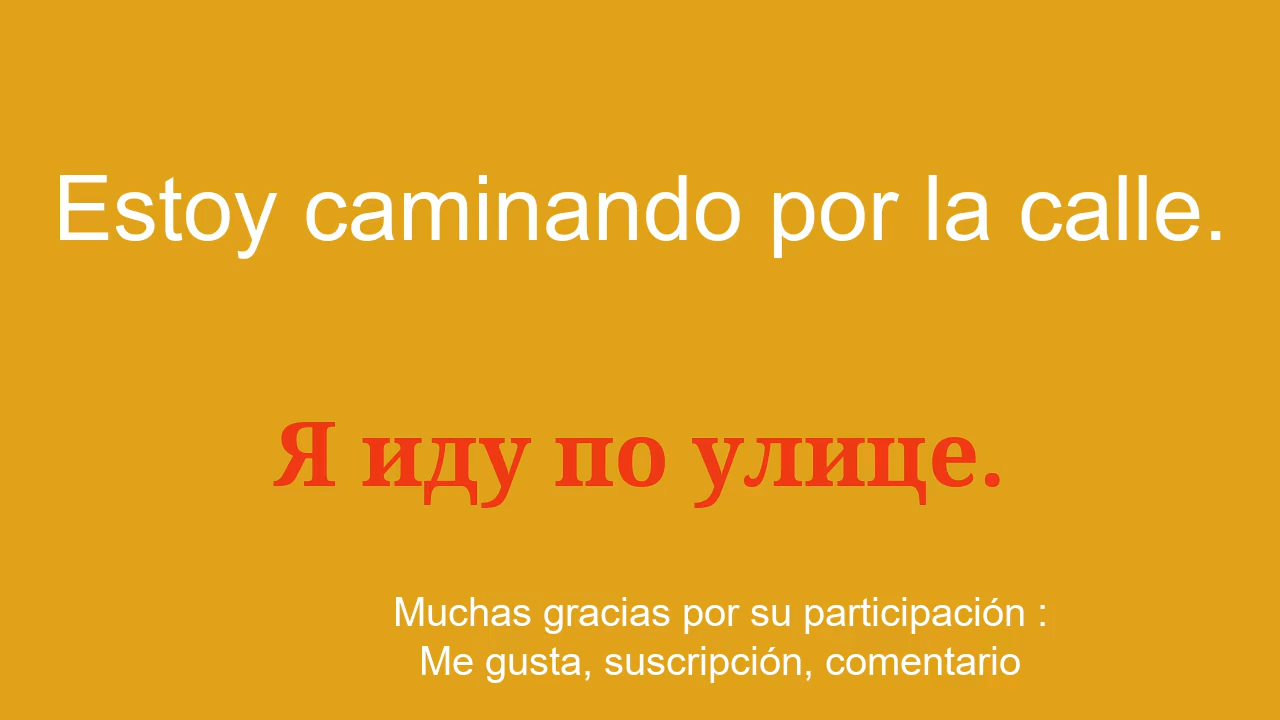 Estoy caminando por la calle.
Я иду по улице.
Muchas gracias por su participación :
Me gusta, suscripción, comentario